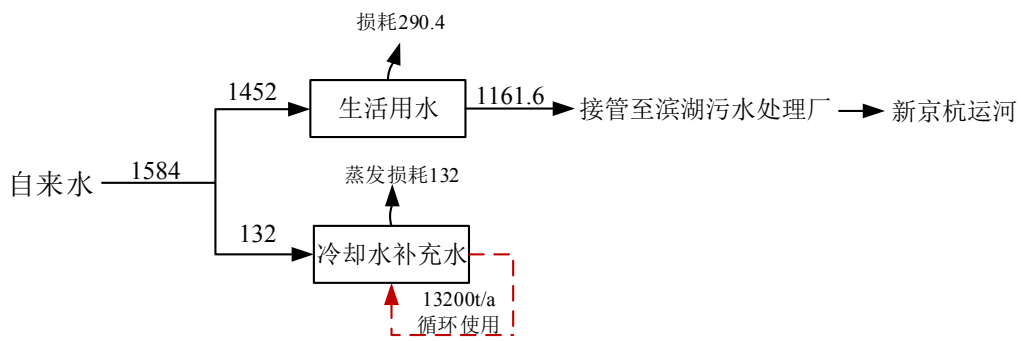 损耗290.4
1452
生活用水
1161.6
接管至滨湖污水处理厂
新京杭运河
自来水
1584
蒸发损耗132
132
冷却水补充水
13200t/a
循环使用